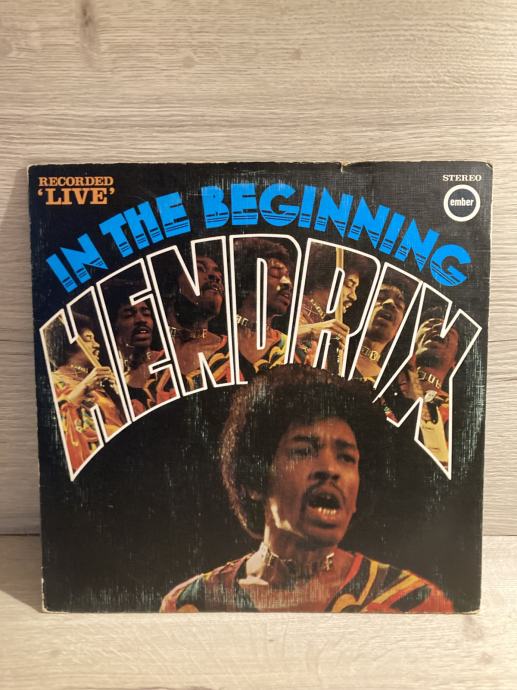 RECORDED
'LIVE'
STEREO
ember
IN THE BEGINNING
HENDRIX